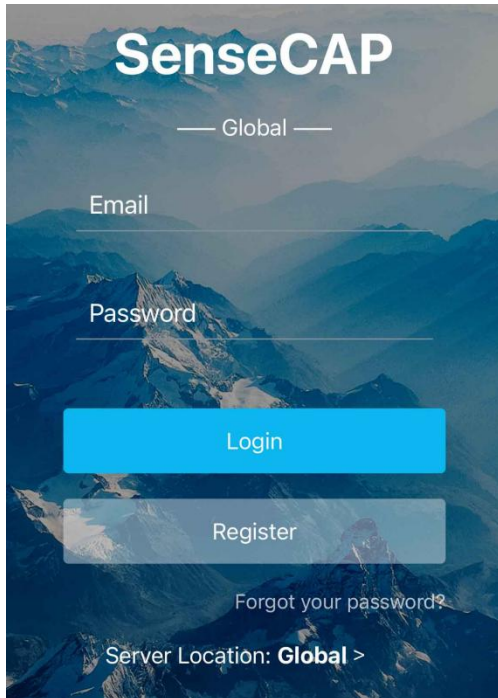 SenseCAP
Global
Email
Password
Login
Register
Forgot your password?
Server Location: Global >